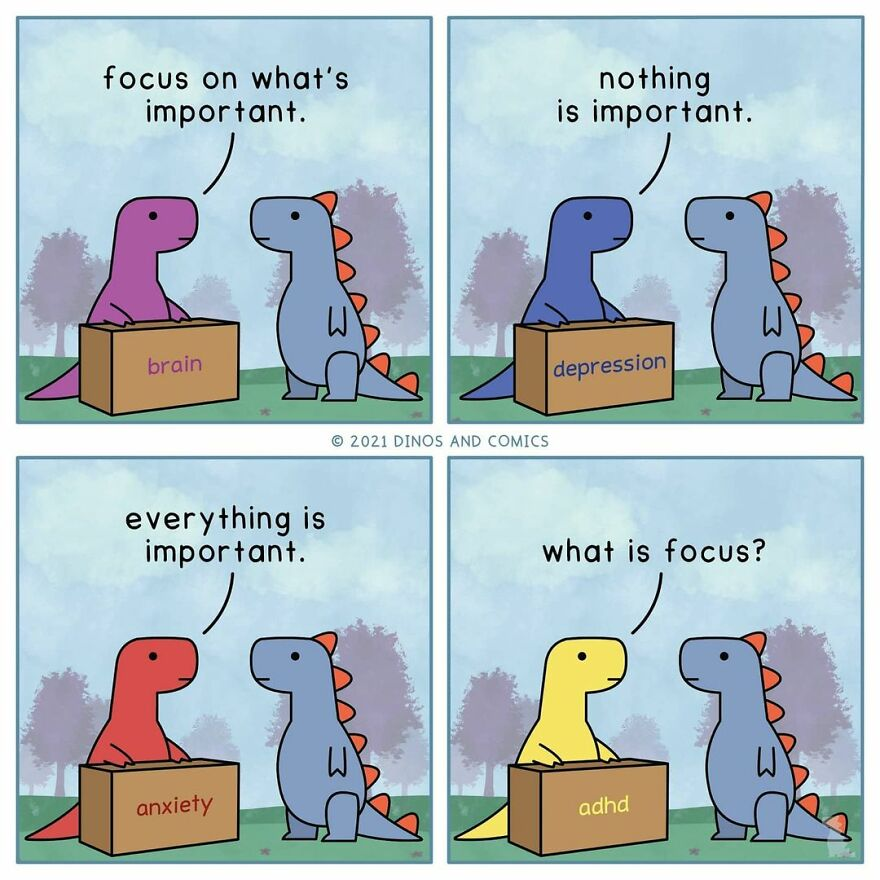 focus on what's
important.
brain
nothing
is important.
depression
© 2021 DINOS AND COMICS
everything is
important.
anxiety
what is focus?
adhd